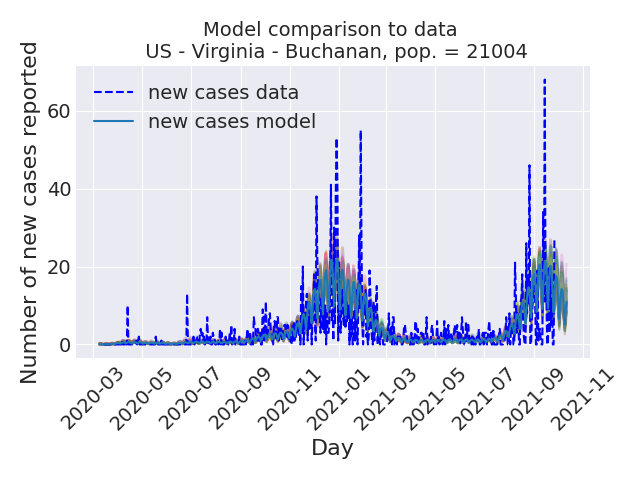 Model comparison to data
US - Virginia - Buchanan, pop. = 21004
Number of new cases reported
60
40
20
0
new cases data
new cases model
2020-03
2020-05
2020-07
2020-09
2020-11
2021-01
2021-03
2021-05
2021-07
2021-09
2021-11
Day